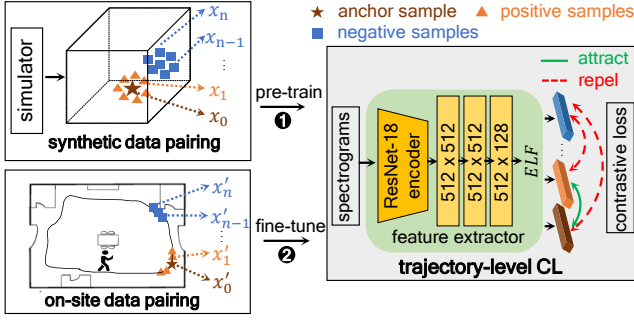 anchor sample
positive samples
negative samples
attract
repel
simulator
x_n
x_{n-1}
⋮
x_1
x_0
synthetic data pairing
pre-train
❶
x'_n
x'_{n-1}
⋮
x'_1
x'_0
on-site data pairing
fine-tune
❷
spectrograms
ResNet-18
encoder
512 x 512
512 x 512
512 x 128
ELF
feature extractor
contrastive loss
trajectory-level CL